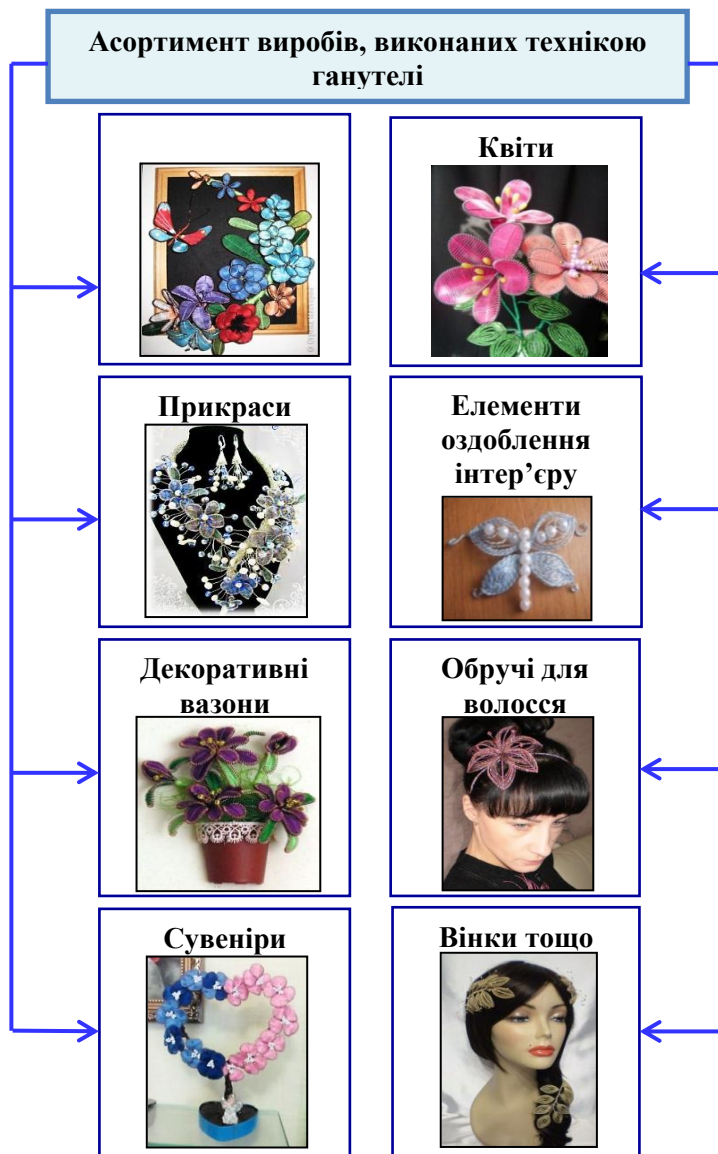 Асортимент виробів, виконаних технікою
ганутелі
Квіти
Прикраси
Елементи
оздоблення
інтер’єру
Декоративні
вазони
Обручі для
волосся
Сувеніри
Вінки тощо